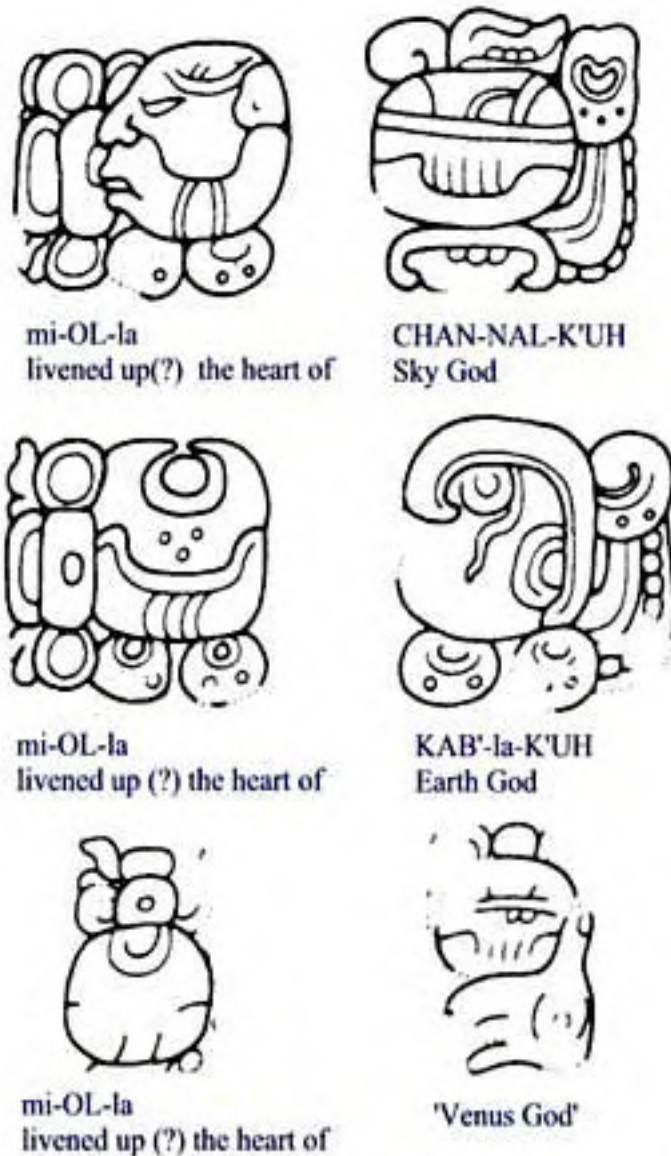 mi-OL-la
livened up(?) the heart of
CHAN-NAL-K'UH
Sky God
mi-OL-la
livened up (?) the heart of
KAB'-la-K'UH
Earth God
mi-OL-la
livened up (?) the heart of
'Venus God'